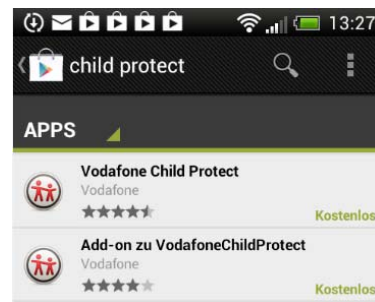 13:27
child protect
APPS
Vodafone Child Protect
Vodafone
Kostenlos
Add-on zu VodafoneChildProtect
Vodafone
Kostenlos